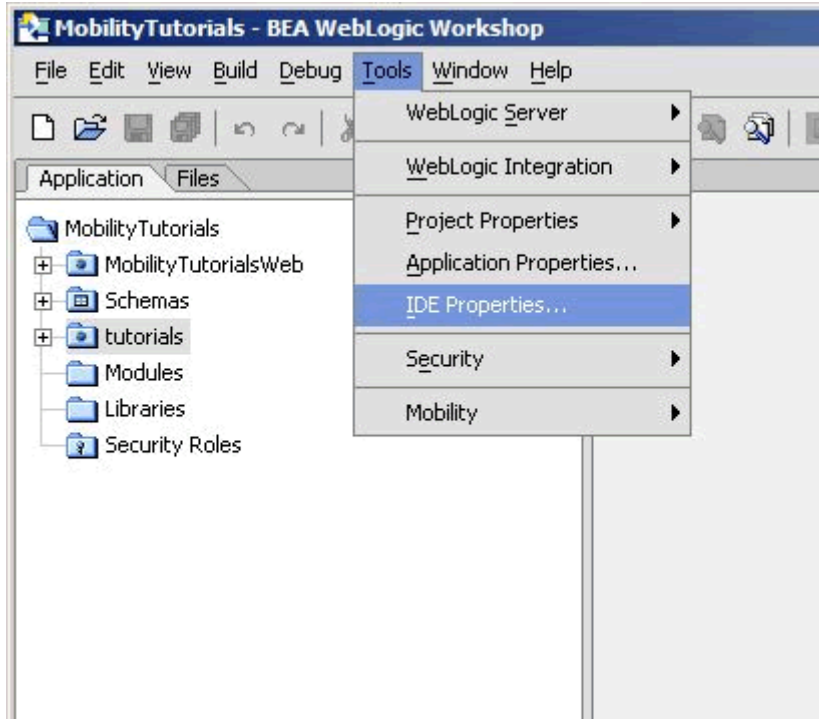 MobilityTutorials - BEA WebLogic Workshop
File Edit View Build Debug Tools Window Help
WebLogic Server
WebLogic Integration
Project Properties
Application Properties...
IDE Properties...
Security
Mobility
Application Files
MobilityTutorials
MobilityTutorialsWeb
Schemas
tutorials
Modules
Libraries
Security Roles